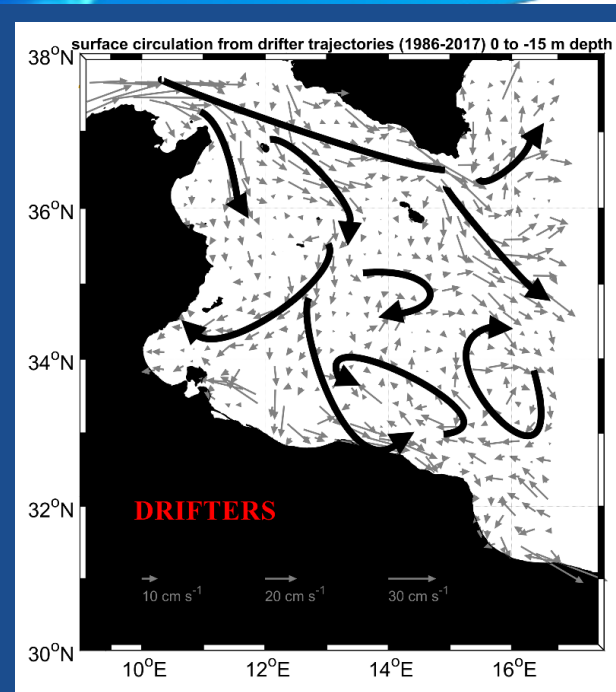 surface circulation from drifter trajectories (1986-2017) 0 to -15 m depth
38°N
36°N
34°N
32°N
30°N
DRIFTERS
10 cm s⁻¹ 20 cm s⁻¹ 30 cm s⁻¹
10°E 12°E 14°E 16°E